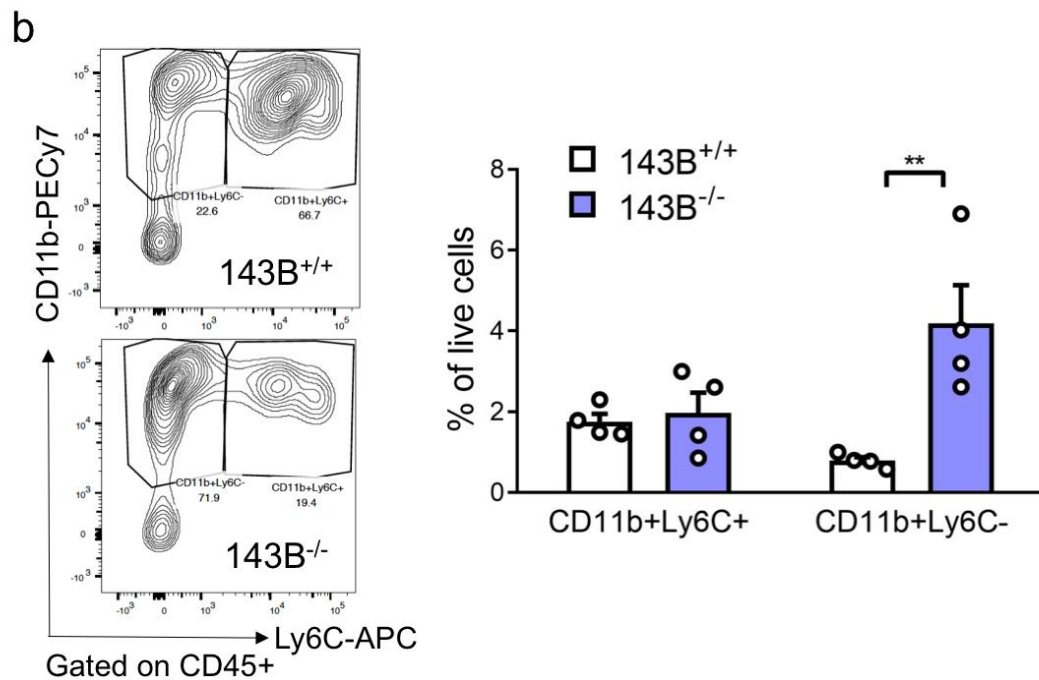 b
CD11b-PECy7
10^5
10^4
10^3
0
-10^3
CD11b+Ly6C-
22.6
CD11b+Ly6C+
66.7
143B^+/+
-10^3 0 10^3 10^4 10^5
10^5
10^4
10^3
0
-10^3
CD11b+Ly6C-
71.9
CD11b+Ly6C+
19.4
143B^-/-
-10^3 0 10^3 10^4 10^5
Ly6C-APC
Gated on CD45+
143B^+/+
143B^-/-
**
% of live cells
8
6
4
2
0
CD11b+Ly6C+ CD11b+Ly6C-